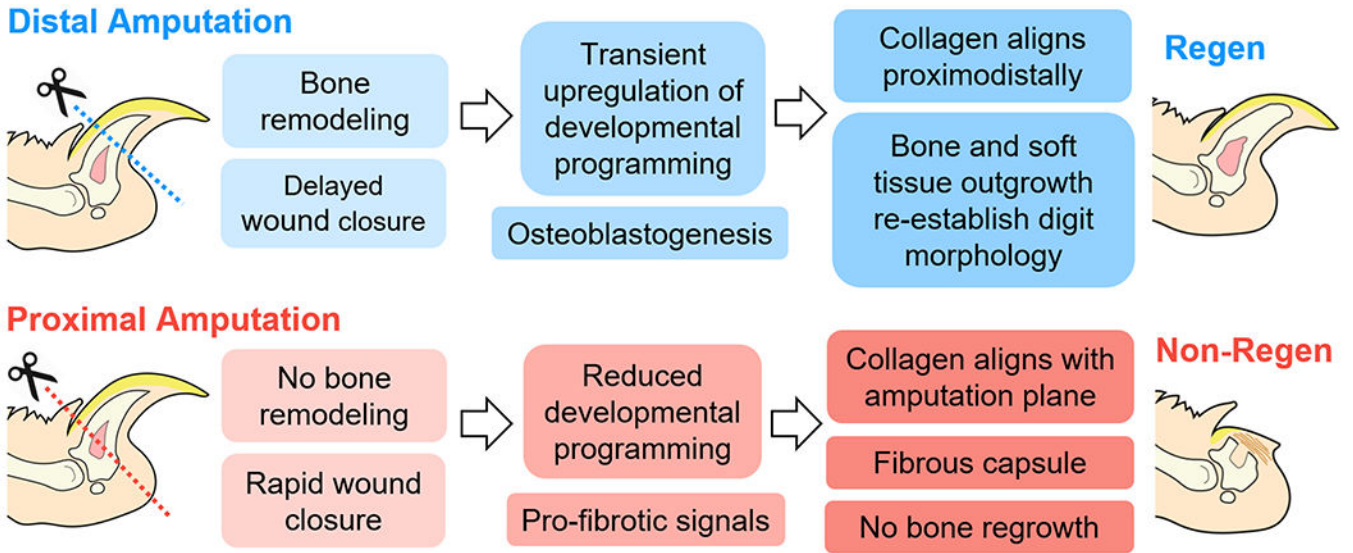 Distal Amputation
Bone
remodeling
Delayed
wound closure
Transient
upregulation of
developmental
programming
Osteoblastogenesis
Collagen aligns
proximodistally
Bone and soft
tissue outgrowth
re-establish digit
morphology
Regen
Proximal Amputation
No bone
remodeling
Rapid wound
closure
Reduced
developmental
programming
Pro-fibrotic signals
Collagen aligns with
amputation plane
Fibrous capsule
No bone regrowth
Non-Regen